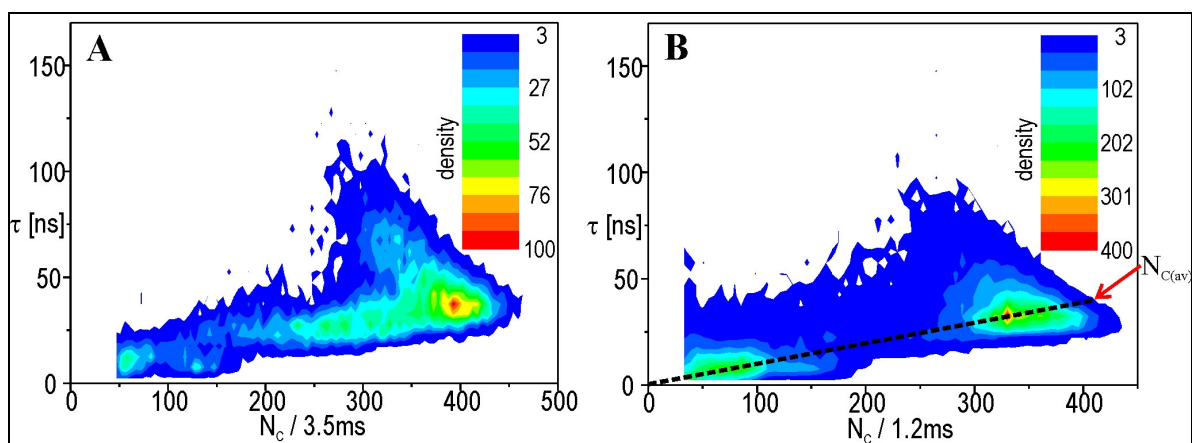 A
150
100
τ [ns]
50
0
0 100 200 300 400 500
N_C / 3.5ms
density
3
27
52
76
100
B
150
100
τ [ns]
50
0
0 100 200 300 400
N_C / 1.2ms
density
3
102
202
301
400
N_C(av)